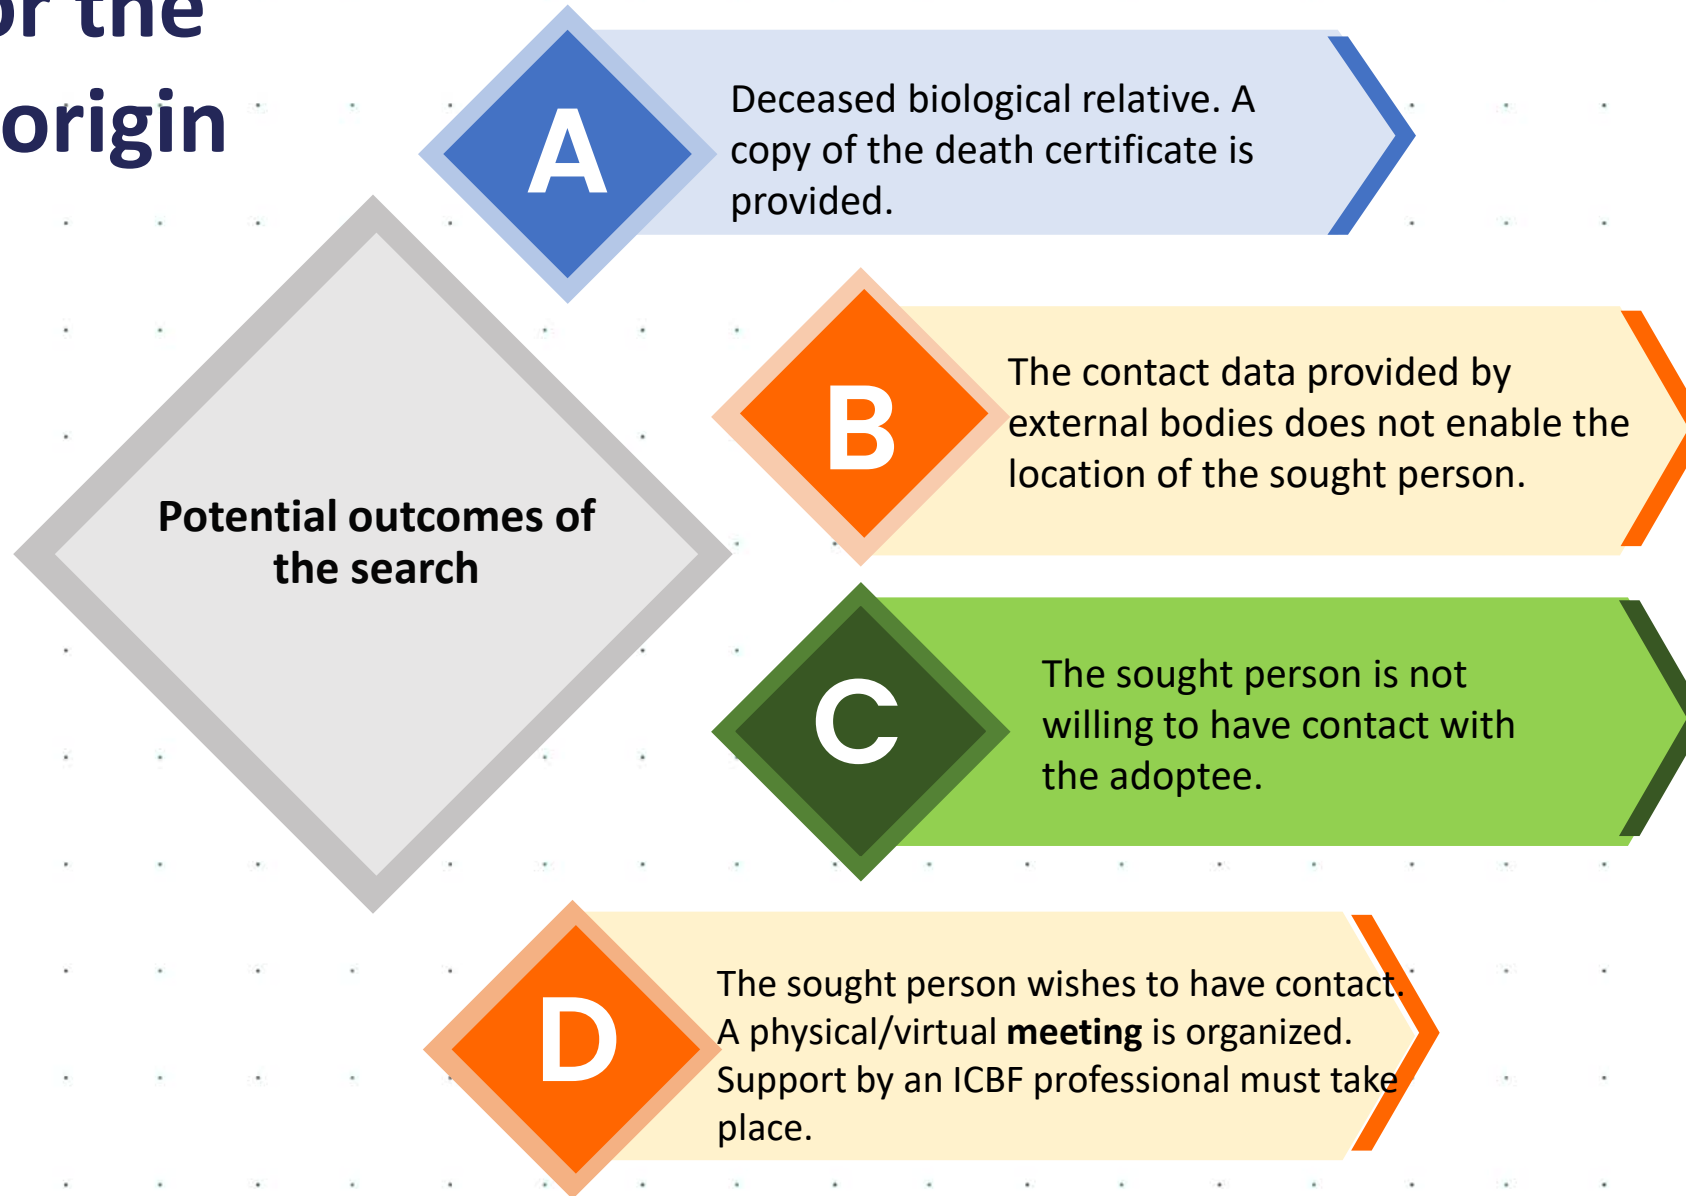 or the
origin
A
Deceased biological relative. A
copy of the death certificate is
provided.
B
The contact data provided by
external bodies does not enable the
location of the sought person.
Potential outcomes of
the search
C
The sought person is not
willing to have contact with
the adoptee.
D
The sought person wishes to have contact.
A physical/virtual meeting is organized.
Support by an ICBF professional must take
place.